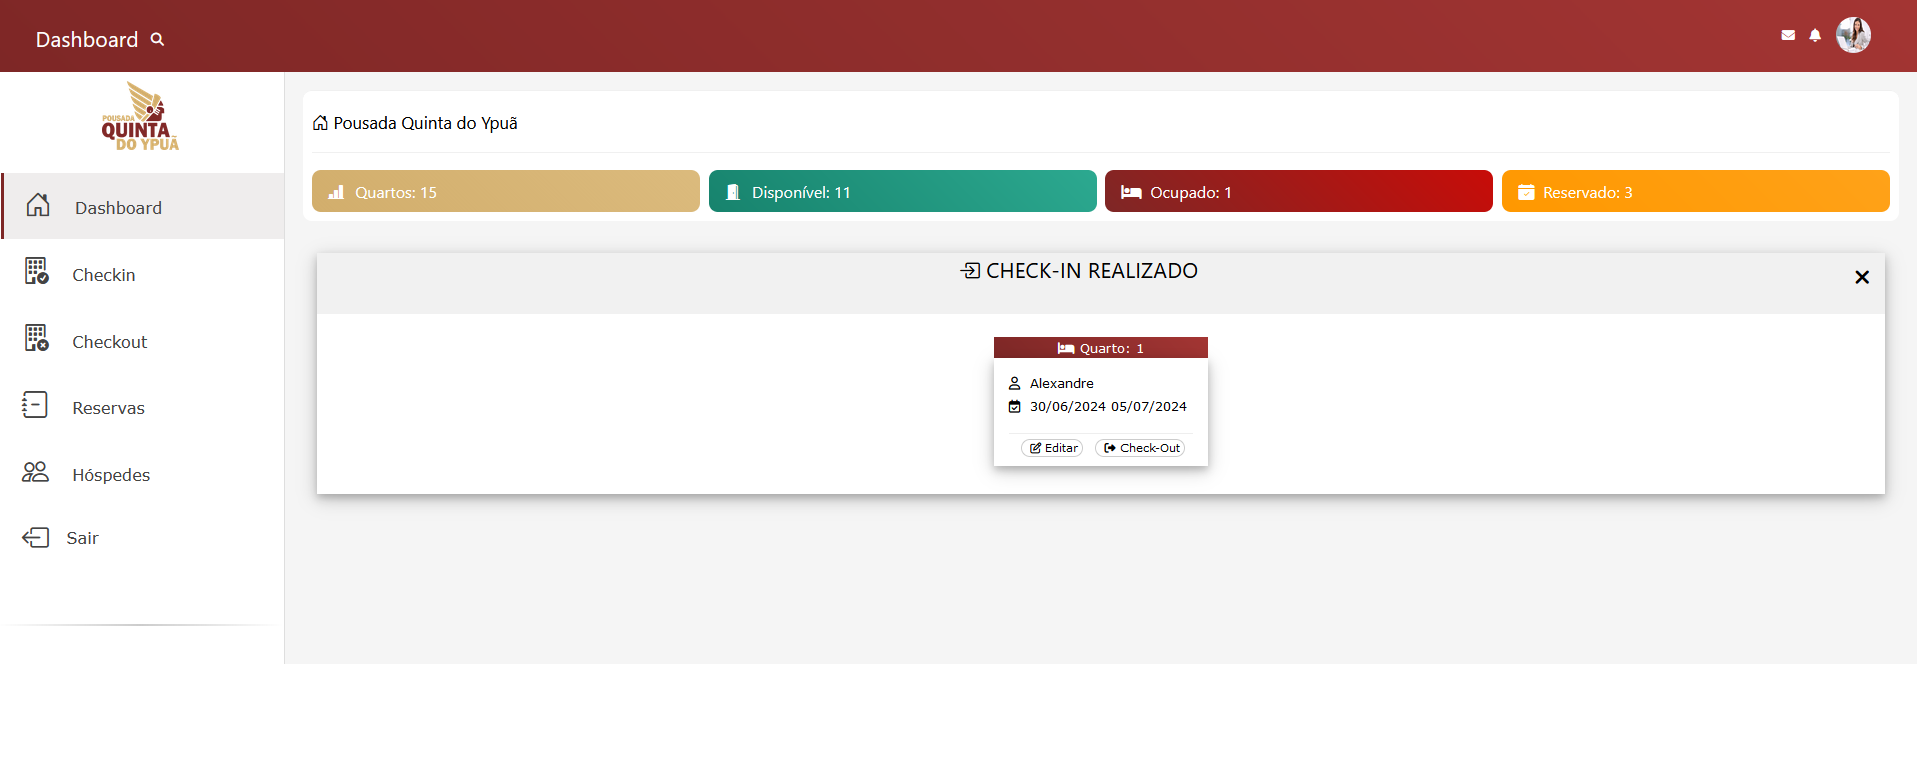 Dashboard
POUSADA
QUINTA
DO YPUÃ
Dashboard
Checkin
Checkout
Reservas
Hóspedes
Sair
Pousada Quinta do Ypuã
Quartos: 15
Disponível: 11
Ocupado: 1
Reservado: 3
CHECK-IN REALIZADO
Quarto: 1
Alexandre
30/06/2024 05/07/2024
Editar
Check-Out